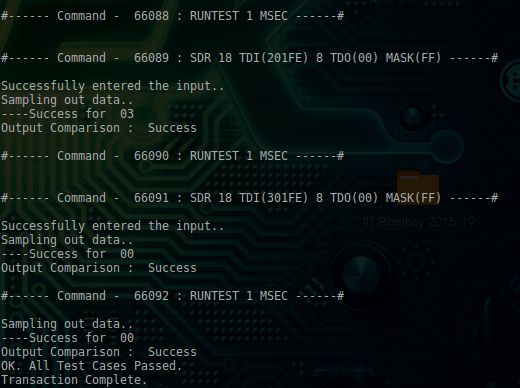 #------ Command -  66088 : RUNTEST 1 MSEC ------#
#------ Command -  66089 : SDR 18 TDI(201FE) 8 TDO(00) MASK(FF) ------#
Successfully entered the input..
Sampling out data..
----Success for  03
Output Comparison :  Success
#------ Command -  66090 : RUNTEST 1 MSEC ------#
#------ Command -  66091 : SDR 18 TDI(301FE) 8 TDO(00) MASK(FF) ------#
IIT Bombay 2015-19
Successfully entered the input..
Sampling out data..
----Success for  00
Output Comparison :  Success
#------ Command -  66092 : RUNTEST 1 MSEC ------#
Sampling out data..
----Success for  00
Output Comparison :  Success
OK. All Test Cases Passed.
Transaction Complete.